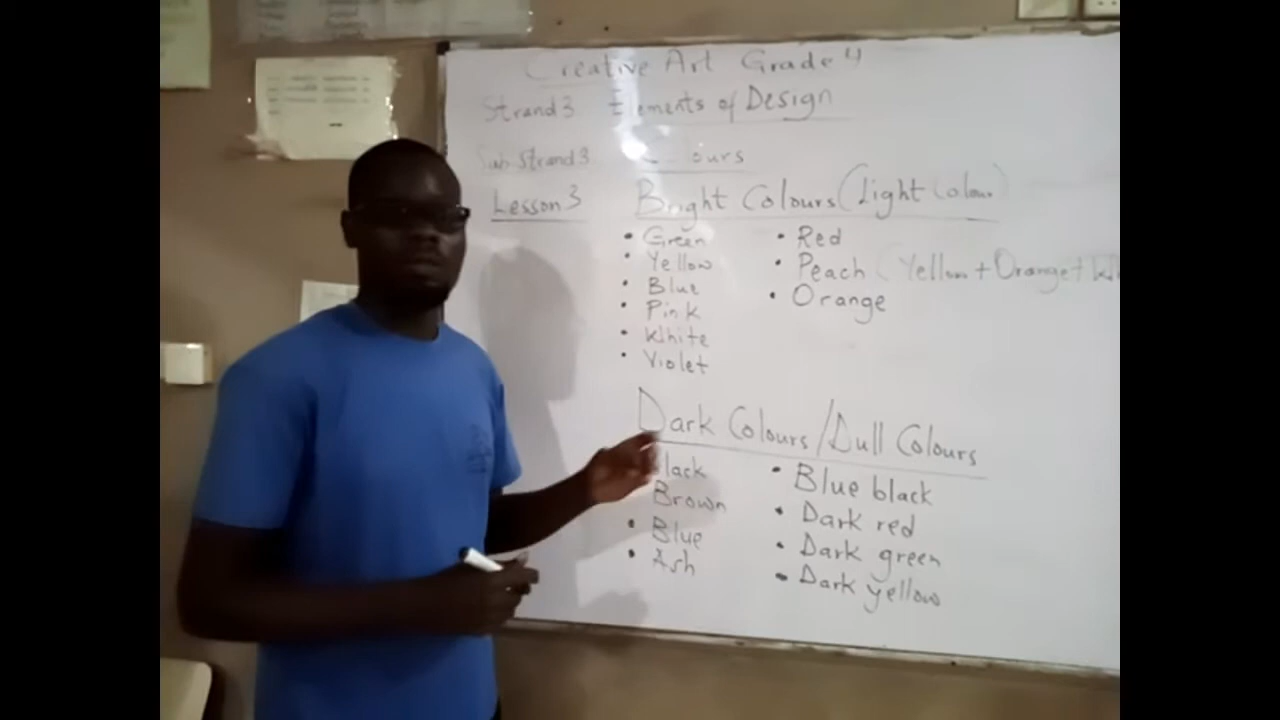 Creative Art Grade 4
Strand 3 Elements of Design
Sub Strand 3 Colours
Lesson 3 Bright Colours (Light Colour)
• Green
• Yellow
• Blue
• Pink
• White
• Violet
• Red
• Peach (Yellow + Orange +
• Orange
Dark Colours / Dull Colours
Black
Brown
• Blue
• Ash
• Blue black
• Dark red
• Dark green
• Dark yellow